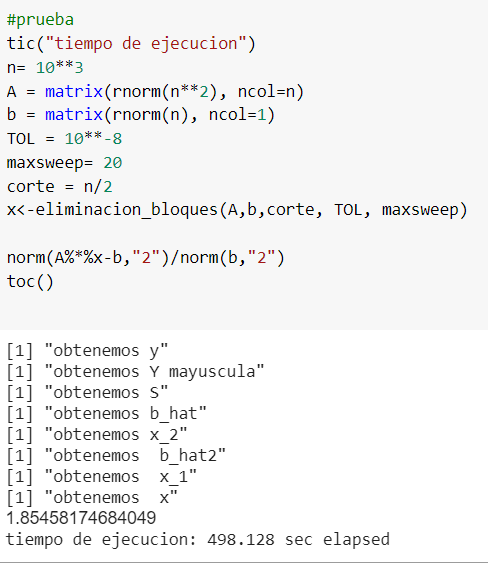 #prueba
tic("tiempo de ejecucion")
n= 10**3
A = matrix(rnorm(n**2), ncol=n)
b = matrix(rnorm(n), ncol=1)
TOL = 10**-8
maxsweep= 20
corte = n/2
x<-eliminacion_bloques(A,b,corte, TOL, maxsweep)
norm(A%*%x-b,"2")/norm(b,"2")
toc()
[1] "obtenemos y"
[1] "obtenemos Y mayuscula"
[1] "obtenemos S"
[1] "obtenemos b_hat"
[1] "obtenemos x_2"
[1] "obtenemos  b_hat2"
[1] "obtenemos  x_1"
[1] "obtenemos  x"
1.85458174684049
tiempo de ejecucion: 498.128 sec elapsed